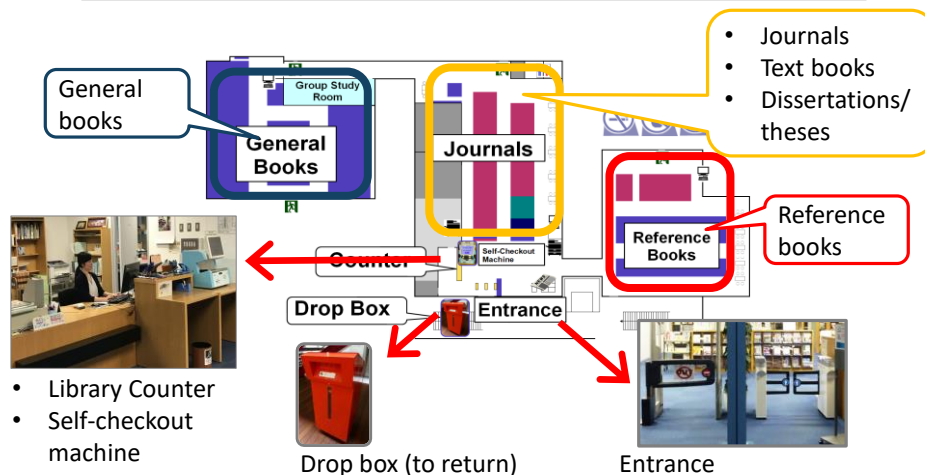 General
books
Group Study
Room
General
Books
Journals
• Journals
• Text books
• Dissertations/
theses
Reference
Books
Reference
books
Counter
Self-Checkout
Machine
Drop Box
Entrance
• Library Counter
• Self-checkout
machine
Drop box (to return)
Entrance